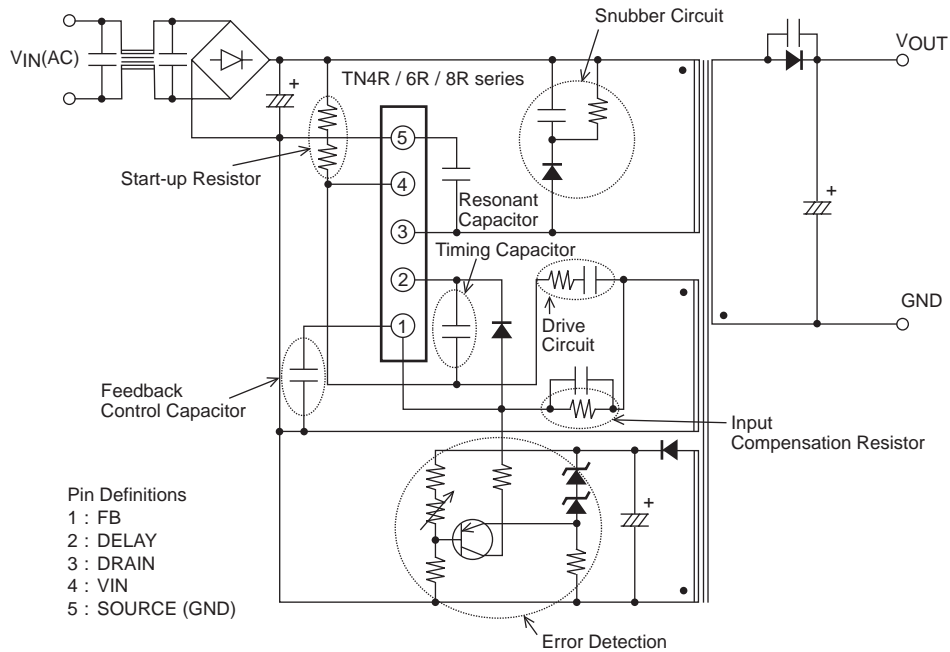 Snubber Circuit
VIN(AC)
VOUT
TN4R / 6R / 8R series
+
+
5
Start-up Resistor
4
Resonant
Capacitor
3
Timing Capacitor
2
1
Drive
Circuit
GND
Feedback
Control Capacitor
Input
Compensation Resistor
+
Pin Definitions
1 : FB
2 : DELAY
3 : DRAIN
4 : VIN
5 : SOURCE (GND)
Error Detection